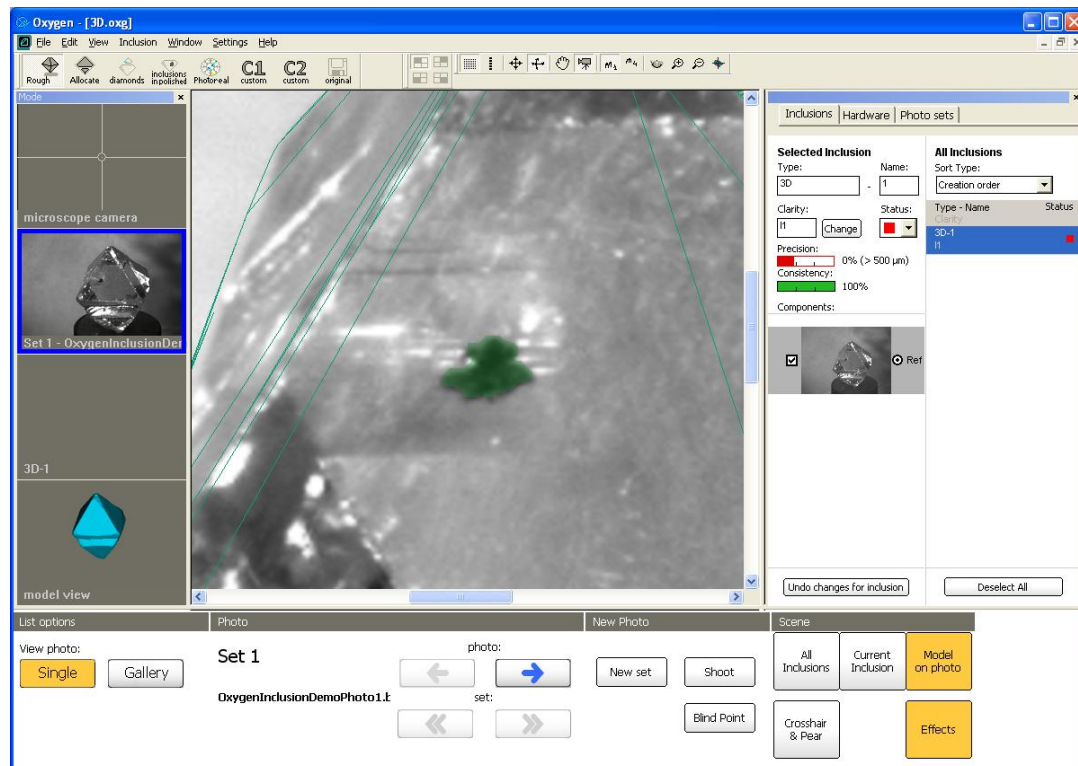 Oxygen - [3D.oxg]
File Edit View Inclusion Window Settings Help
Rough Allocate diamonds inclusions in polished Photoreal C1 custom C2 custom original
Mode
microscope camera
Set 1 - OxygenInclusionDer
3D-1
model view
Inclusions Hardware Photo sets
Selected Inclusion
Type: Name:
3D - 1
Clarity: Status:
I1 Change
Precision:
0% (> 500 µm)
Consistency:
100%
Components:
Ref
Undo changes for inclusion
All Inclusions
Sort Type:
Creation order
Type - Name Status
Clarity
3D-1
I1
Deselect All
List options
View photo:
Single Gallery
Photo
Set 1
photo:
OxygenInclusionDemoPhoto1.b
set:
New Photo
New set Shoot
Blind Point
Scene
All Inclusions
Current Inclusion
Model on photo
Crosshair & Pear
Effects